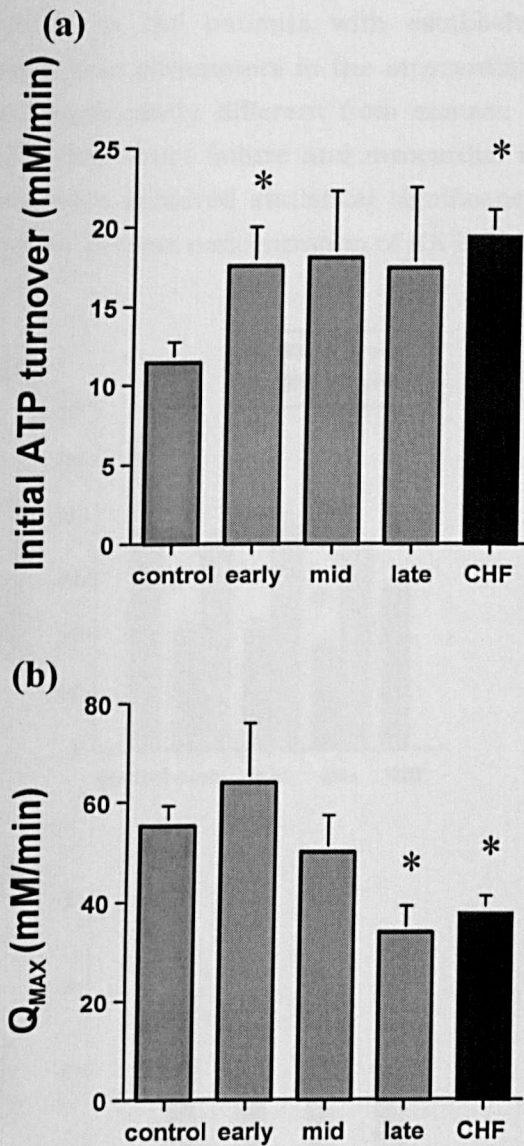 (a)
Initial ATP turnover (mM/min)
25
20
15
10
5
0
*
*
control early mid late CHF
(b)
Q_MAX (mM/min)
80
60
40
20
0
*
*
control early mid late CHF